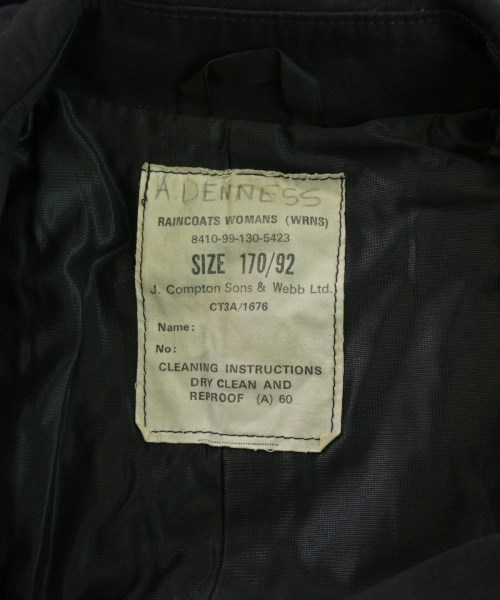 A. DENNESS
RAINCOATS WOMANS (WRNS)
8410-99-130-5423
SIZE 170/92
J. Compton Sons & Webb Ltd.
CT3A/1676
Name:
No:
CLEANING INSTRUCTIONS
DRY CLEAN AND
REPROOF (A) 60